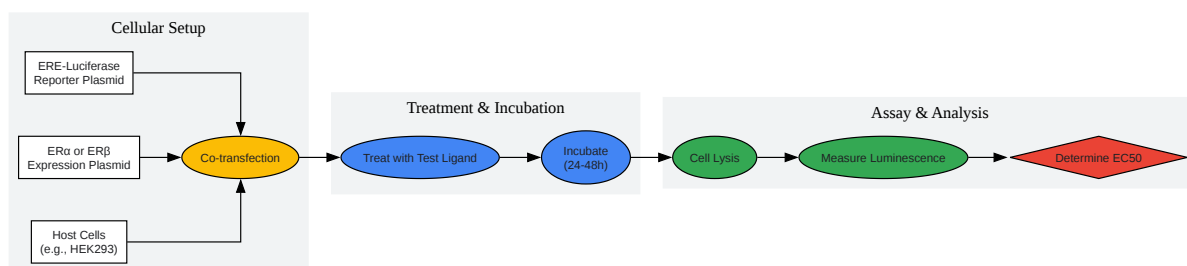 Cellular Setup
ERE-Luciferase
Reporter Plasmid
ERα or ERβ
Expression Plasmid
Host Cells
(e.g., HEK293)
Co-transfection
Treatment & Incubation
Treat with Test Ligand
Incubate
(24-48h)
Assay & Analysis
Cell Lysis
Measure Luminescence
Determine EC50